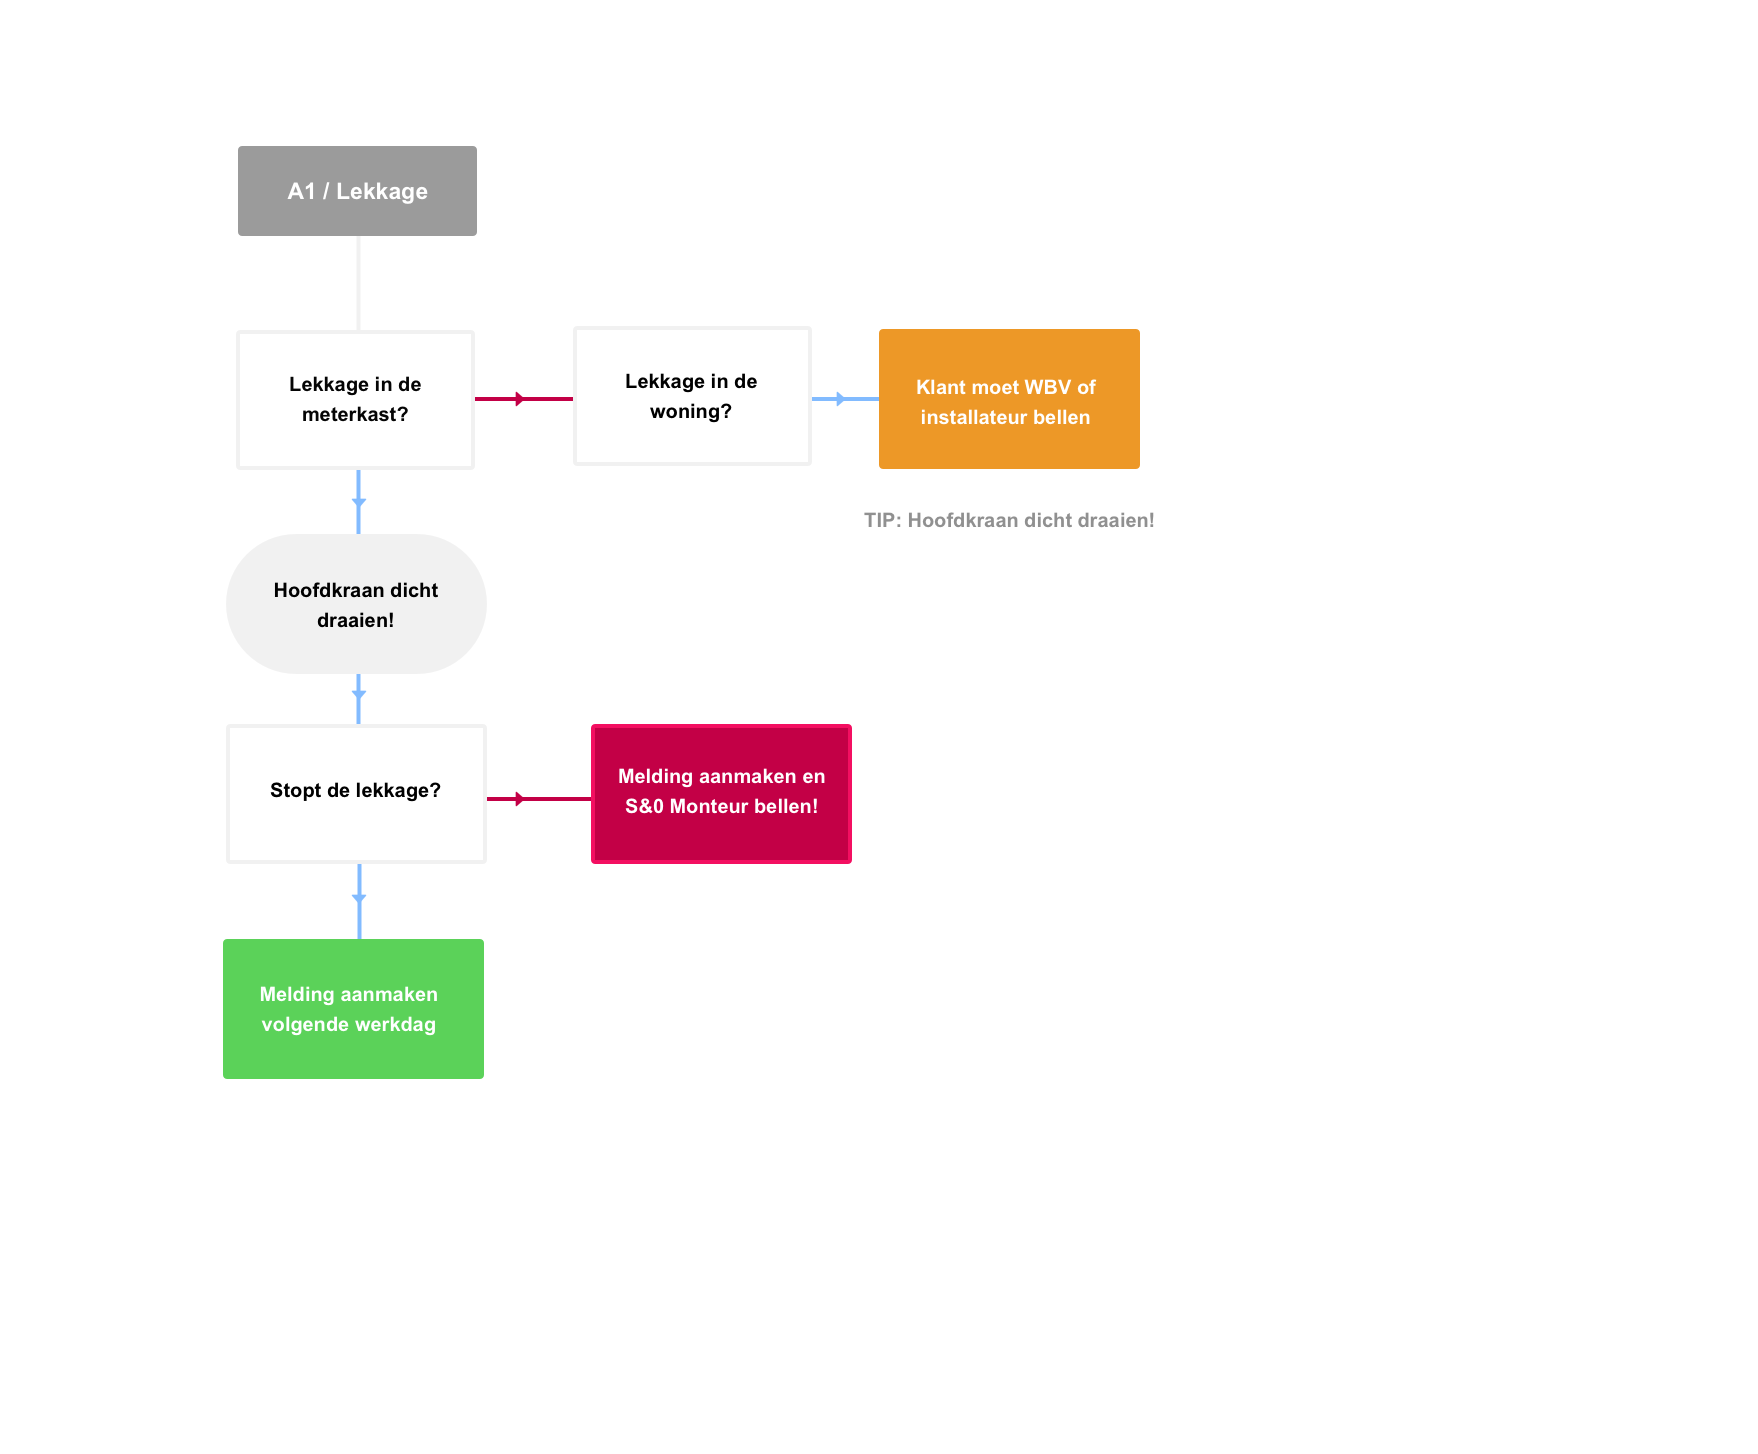 A1 / Lekkage
Lekkage in de
meterkast?
Lekkage in de
woning?
Klant moet WBV of
installateur bellen
TIP: Hoofdkraan dicht draaien!
Hoofdkraan dicht
draaien!
Stopt de lekkage?
Melding aanmaken en
S&0 Monteur bellen!
Melding aanmaken
volgende werkdag